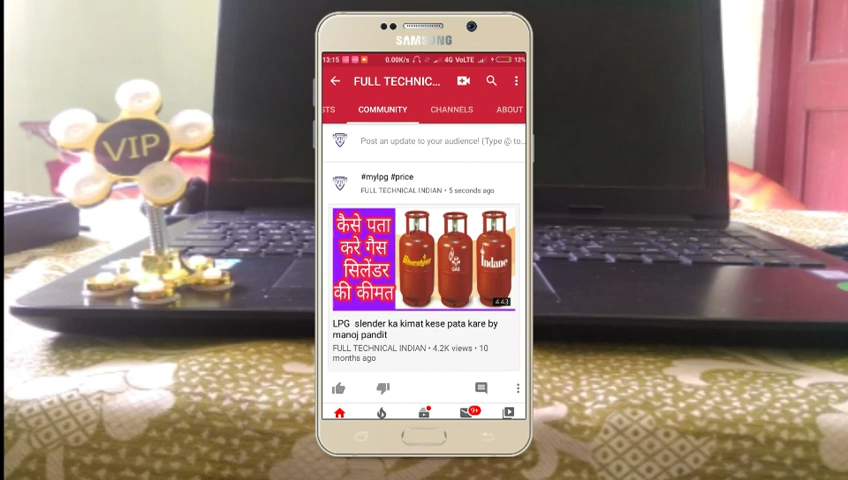 VIP
SAMSUNG
13:15 0.00K/s 4G VoLTE 12%
FULL TECHNIC...
STS COMMUNITY CHANNELS ABOUT
Post an update to your audience! (Type @ to...
#mylpg #price
FULL TECHNICAL INDIAN • 5 seconds ago
कैसे पता
करे गैस
सिलेंडर
की कीमत
GAS
Indane
4:43
LPG slender ka kimat kese pata kare by
manoj pandit
FULL TECHNICAL INDIAN • 4.2K views • 10
months ago
9+